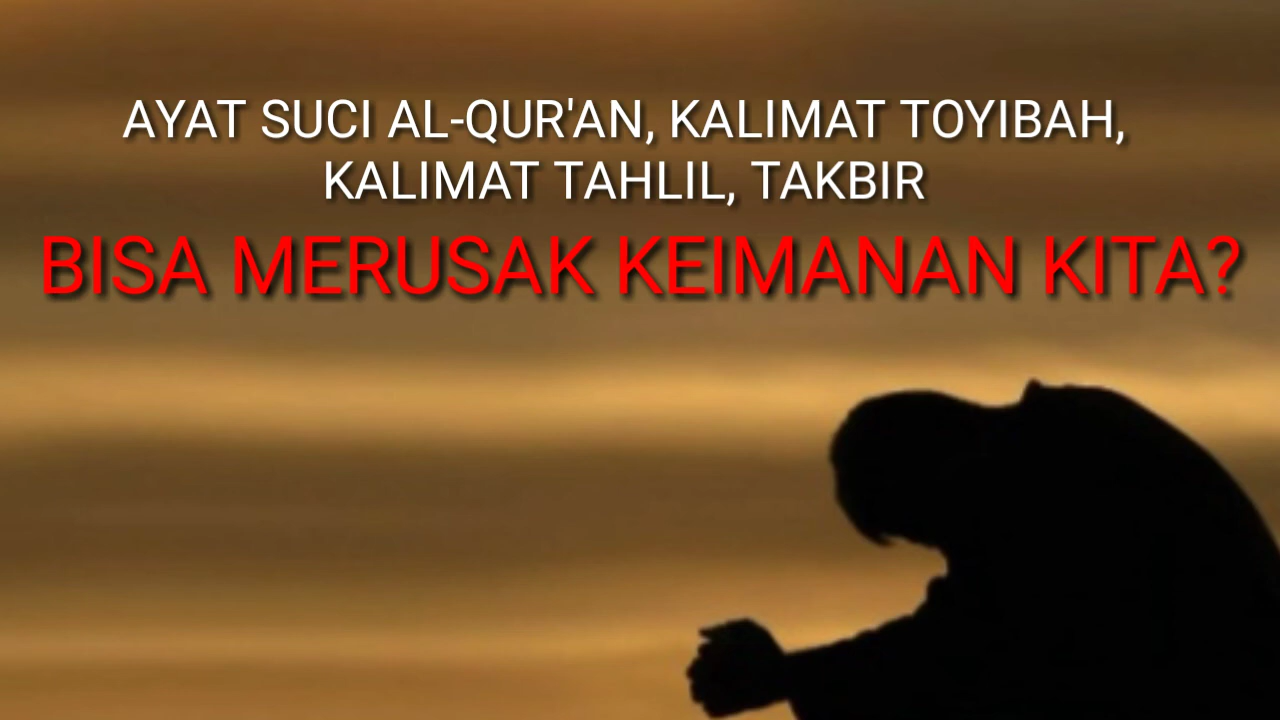 AYAT SUCI AL-QUR'AN, KALIMAT TOYIBAH,
KALIMAT TAHLIL, TAKBIR
BISA MERUSAK KEIMANAN KITA?